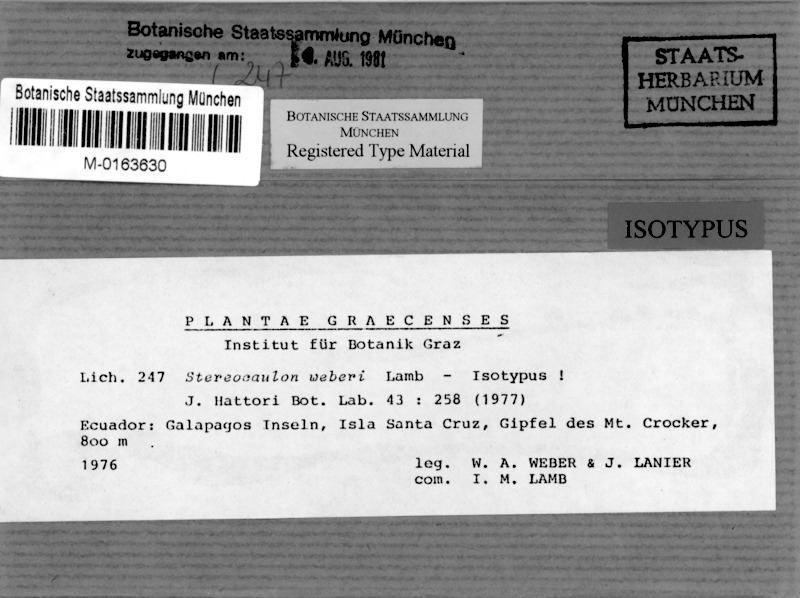 Botanische Staatssammlung München
zugegangen am: 4. AUG. 1981
247
STAATS-
HERBARIUM
MÜNCHEN
Botanische Staatssammlung München
M-0163630
BOTANISCHE STAATSSAMMLUNG
MÜNCHEN
Registered Type Material
ISOTYPUS
PLANTAE GRAECENSES
Institut für Botanik Graz
Lich. 247 Stereocaulon weberi Lamb - Isotypus !
J. Hattori Bot. Lab. 43 : 258 (1977)
Ecuador: Galapagos Inseln, Isla Santa Cruz, Gipfel des Mt. Crocker,
8oo m
1976 leg. W. A. WEBER & J. LANIER
com. I. M. LAMB